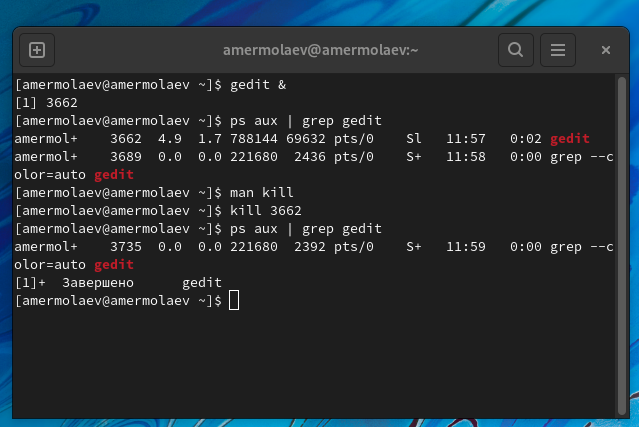 amermolaev@amermolaev:~
[amermolaev@amermolaev ~]$ gedit &
[1] 3662
[amermolaev@amermolaev ~]$ ps aux | grep gedit
amermol+    3662  4.9  1.7 788144 69632 pts/0    Sl   11:57   0:02 gedit
amermol+    3689  0.0  0.0 221680  2436 pts/0    S+   11:58   0:00 grep --c
olor=auto gedit
[amermolaev@amermolaev ~]$ man kill
[amermolaev@amermolaev ~]$ kill 3662
[amermolaev@amermolaev ~]$ ps aux | grep gedit
amermol+    3735  0.0  0.0 221680  2392 pts/0    S+   11:59   0:00 grep --c
olor=auto gedit
[1]+  Завершено      gedit
[amermolaev@amermolaev ~]$